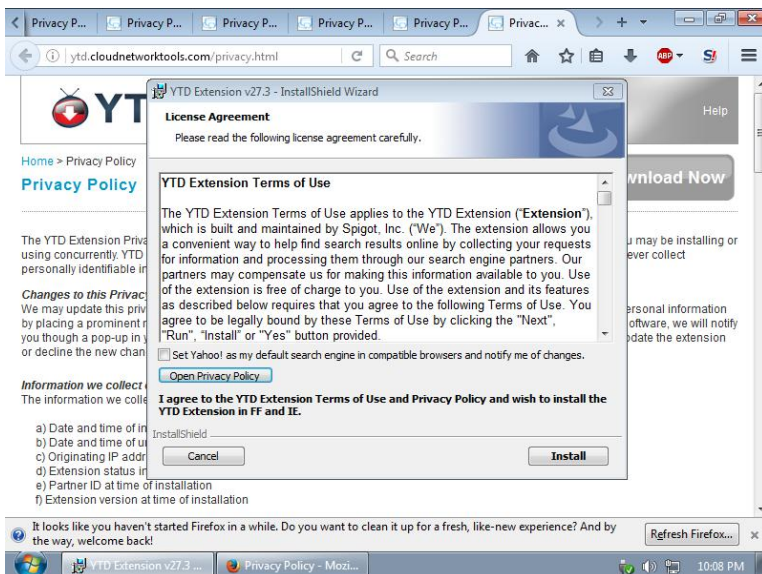 Privacy P...
Privacy P...
Privacy P...
Privacy P...
Privacy P...
Privac...
ytd.cloudnetworktools.com/privacy.html
Search
ABP
S!
YT
Help
YTD Extension v27.3 - InstallShield Wizard
License Agreement
Please read the following license agreement carefully.
Home > Privacy Policy
Privacy Policy
wnload Now
YTD Extension Terms of Use
The YTD Extension Terms of Use applies to the YTD Extension ("Extension"),
which is built and maintained by Spigot, Inc. ("We"). The extension allows you
a convenient way to help find search results online by collecting your requests
for information and processing them through our search engine partners. Our
partners may compensate us for making this information available to you. Use
of the extension is free of charge to you. Use of the extension and its features
as described below requires that you agree to the following Terms of Use. You
agree to be legally bound by these Terms of Use by clicking the "Next",
"Run", "Install" or "Yes" button provided.
Set Yahoo! as my default search engine in compatible browsers and notify me of changes.
Open Privacy Policy
I agree to the YTD Extension Terms of Use and Privacy Policy and wish to install the
YTD Extension in FF and IE.
InstallShield
Cancel
Install
The YTD Extension Priva
u may be installing or
using concurrently. YTD
ever collect
personally identifiable in
Changes to this Privac
We may update this priv
ersonal information
by placing a prominent r
oftware, we will notify
you though a pop-up in y
pdate the extension
or decline the new chan
Information we collect
The information we colle
a) Date and time of in
b) Date and time of u
c) Originating IP addr
d) Extension status in
e) Partner ID at time of installation
f) Extension version at time of installation
It looks like you haven't started Firefox in a while. Do you want to clean it up for a fresh, like-new experience? And by
the way, welcome back!
Refresh Firefox...
YTD Extension v27.3 ...
Privacy Policy - Mozi...
10:08 PM